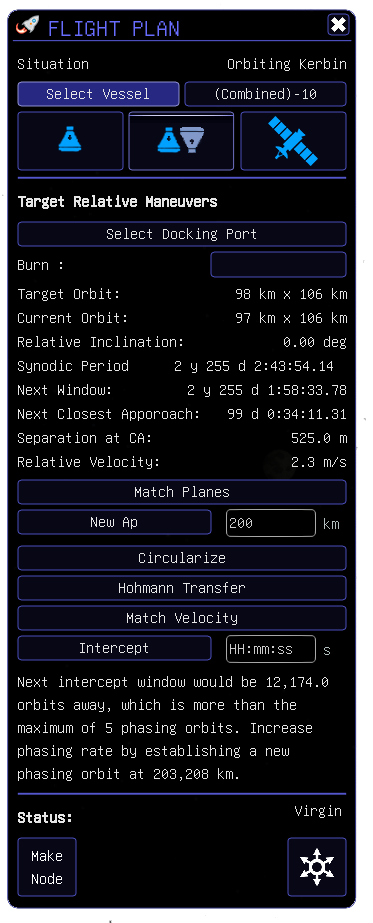 FLIGHT PLAN
Situation Orbiting Kerbin
Select Vessel (Combined)-10
Target Relative Maneuvers
Select Docking Port
Burn :
Target Orbit: 98 km x 106 km
Current Orbit: 97 km x 106 km
Relative Inclination: 0.00 deg
Synodic Period 2 y 255 d 2:43:54.14
Next Window: 2 y 255 d 1:58:33.78
Next Closest Apporoach: 99 d 0:34:11.31
Separation at CA: 525.0 m
Relative Velocity: 2.3 m/s
Match Planes
New Ap 200 km
Circularize
Hohmann Transfer
Match Velocity
Intercept HH:mm:ss s
Next intercept window would be 12,174.0
orbits away, which is more than the
maximum of 5 phasing orbits. Increase
phasing rate by establishing a new
phasing orbit at 203,208 km.
Status: Virgin
Make
Node